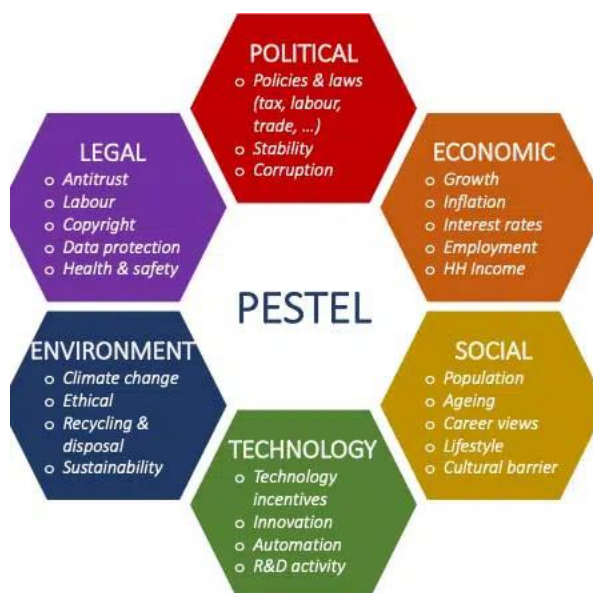 POLITICAL
o Policies & laws
(tax, labour,
trade, ...)
o Stability
o Corruption
ECONOMIC
o Growth
o Inflation
o Interest rates
o Employment
o HH Income
SOCIAL
o Population
o Ageing
o Career views
o Lifestyle
o Cultural barrier
TECHNOLOGY
o Technology
incentives
o Innovation
o Automation
o R&D activity
ENVIRONMENT
o Climate change
o Ethical
o Recycling &
disposal
o Sustainability
LEGAL
o Antitrust
o Labour
o Copyright
o Data protection
o Health & safety
PESTEL